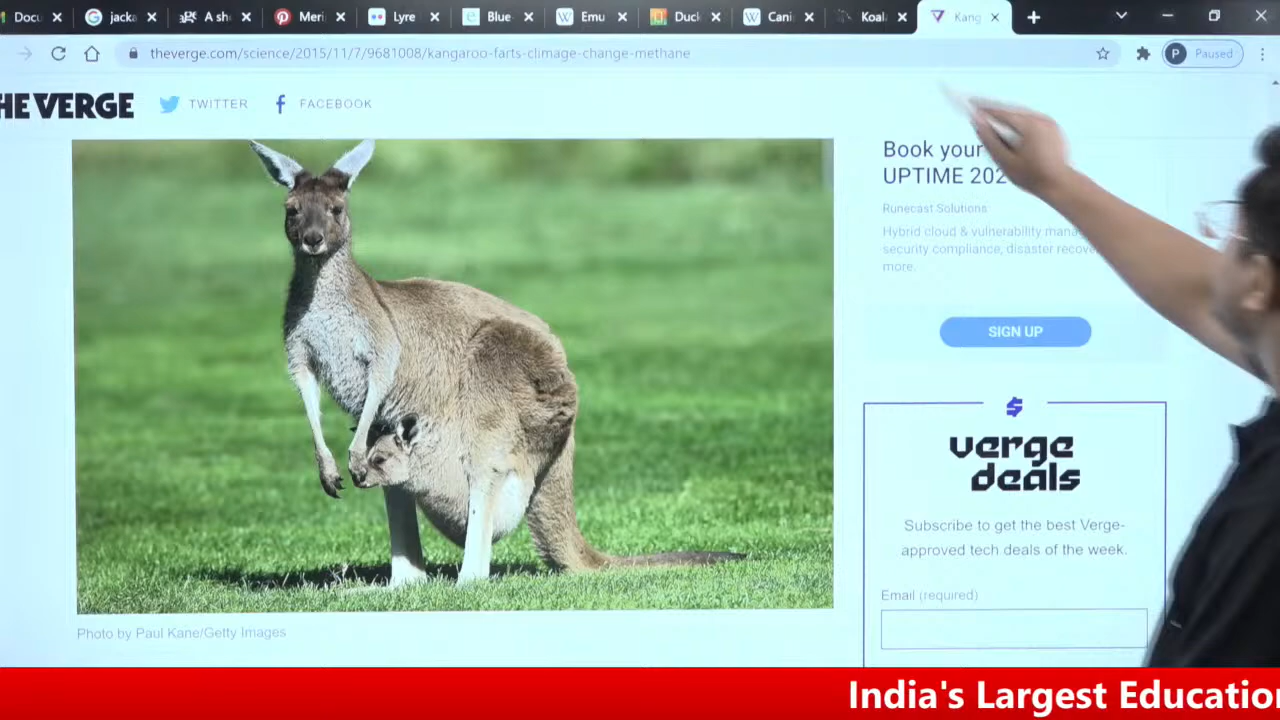 Docu
jacka
A sh
Meri
Lyre
Blue-
Emu
Duck
Cani
Koala
Kang
theverge.com/science/2015/11/7/9681008/kangaroo-farts-climage-change-methane
P Paused
HE VERGE
TWITTER
FACEBOOK
Book your
UPTIME 202
Runecast Solutions
Hybrid cloud & vulnerability mana
security compliance, disaster recove
more.
SIGN UP
verge
deals
Subscribe to get the best Verge-
approved tech deals of the week.
Email (required)
Photo by Paul Kane/Getty Images
India's Largest Education